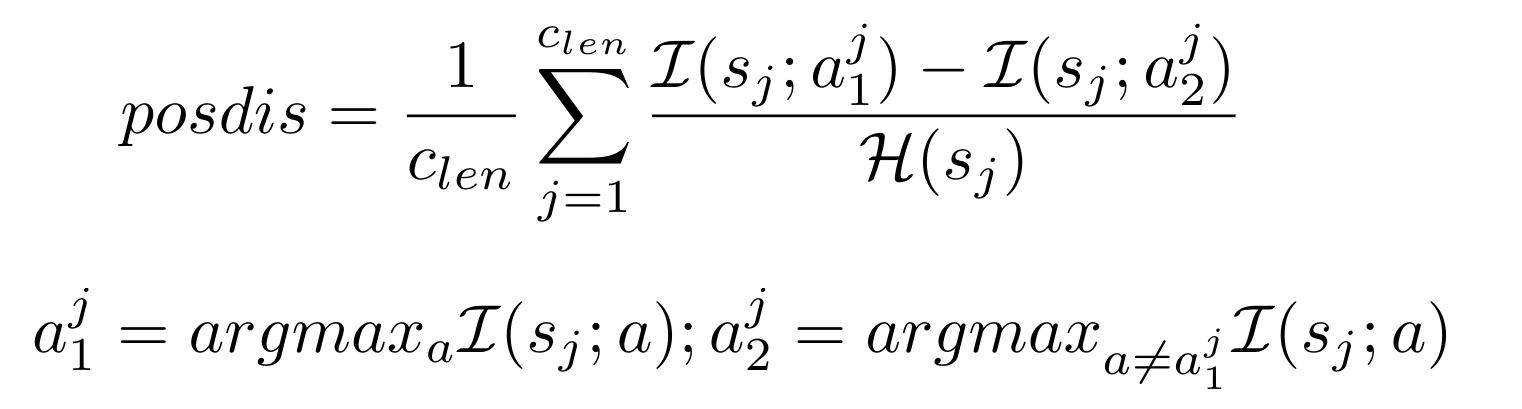 posdis = \frac{1}{c_{len}} \sum_{j=1}^{c_{len}} \frac{\mathcal{I}(s_j; a_1^j) - \mathcal{I}(s_j; a_2^j)}{\mathcal{H}(s_j)}
a_1^j = argmax_a \mathcal{I}(s_j; a); a_2^j = argmax_{a \neq a_1^j} \mathcal{I}(s_j; a)